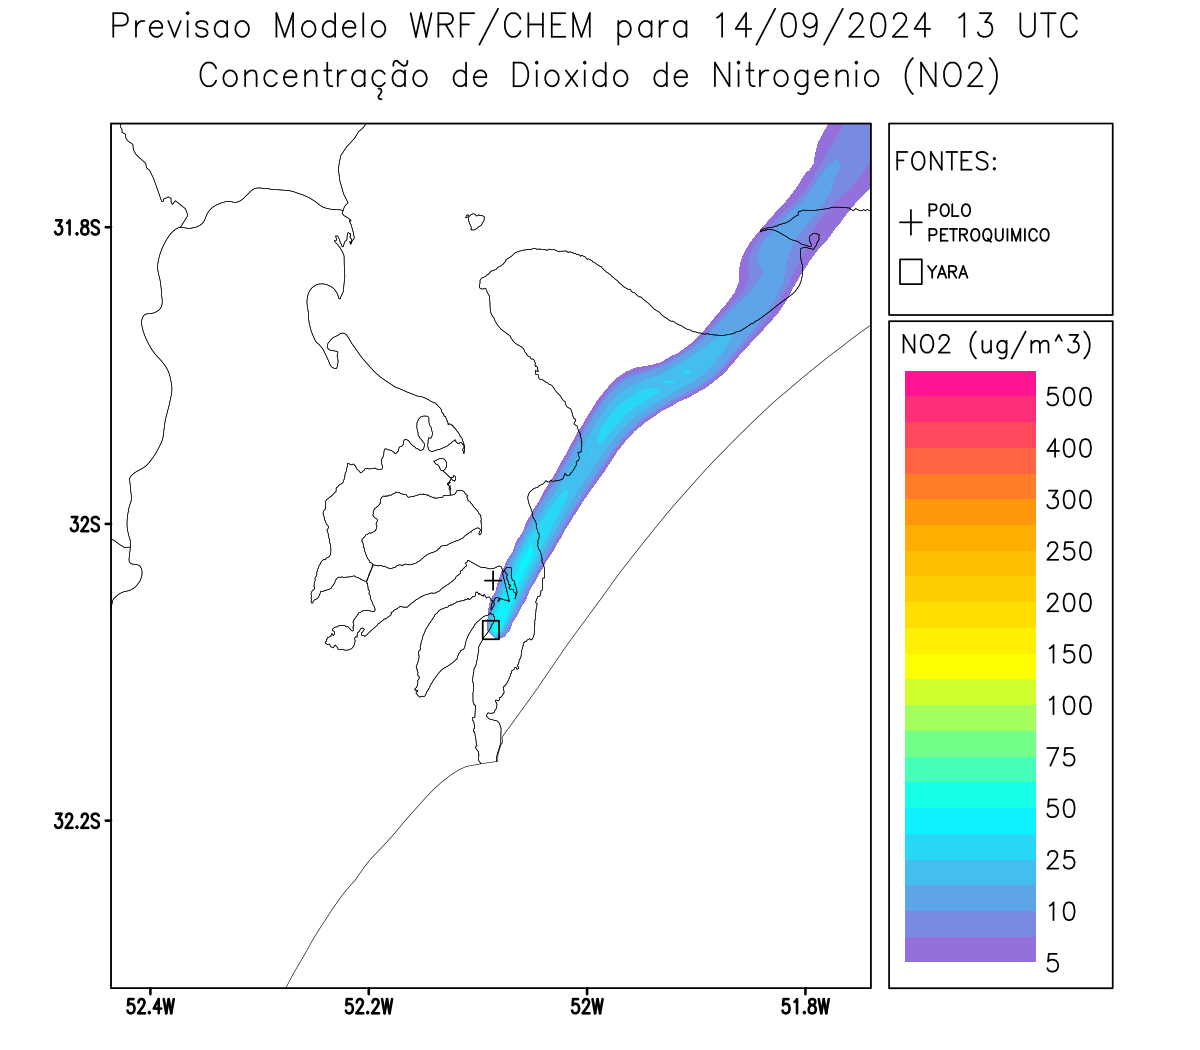 Previsao Modelo WRF/CHEM para 14/09/2024 13 UTC
Concentração de Dioxido de Nitrogenio (NO2)
FONTES:
POLO
PETROQUIMICO
YARA
NO2 (ug/m^3)
500
400
300
250
200
150
100
75
50
25
10
5
31.8S
32S
32.2S
52.4W
52.2W
52W
51.8W